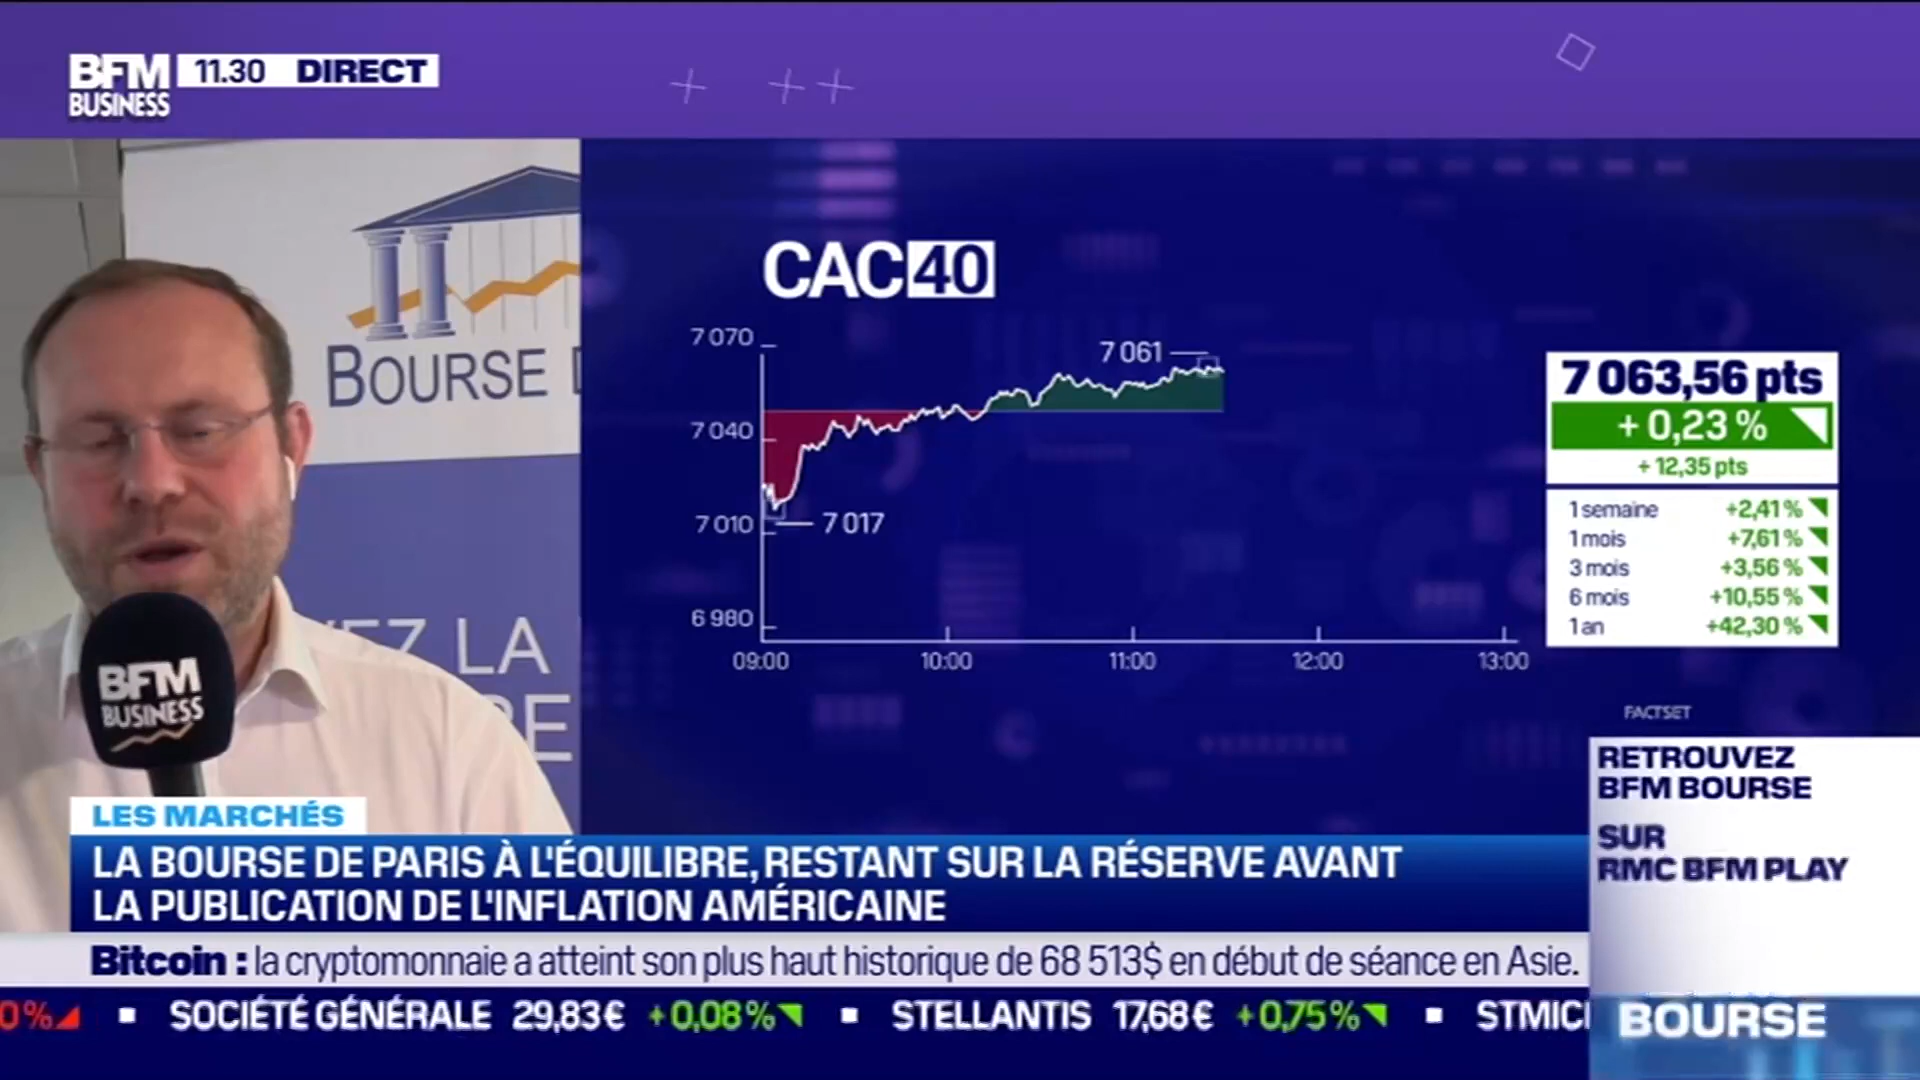 BFM
BUSINESS
11.30 DIRECT
BOURSE
EZ LA
RE
BFM
BUSINESS
CAC40
7 070
7 040
7 010
6 980
7 061
7 017
09:00 10:00 11:00 12:00 13:00
7 063,56 pts
+ 0,23 %
+ 12,35 pts
1 semaine +2,41 %
1 mois +7,61 %
3 mois +3,56 %
6 mois +10,55 %
1 an +42,30 %
FACTSET
RETROUVEZ
BFM BOURSE
SUR
RMC BFM PLAY
LES MARCHÉS
LA BOURSE DE PARIS À L'ÉQUILIBRE, RESTANT SUR LA RÉSERVE AVANT
LA PUBLICATION DE L'INFLATION AMÉRICAINE
Bitcoin : la cryptomonnaie a atteint son plus haut historique de 68 513$ en début de séance en Asie.
0% SOCIÉTÉ GÉNÉRALE 29,83€ +0,08% STELLANTIS 17,68€ +0,75% STMIC
BOURSE